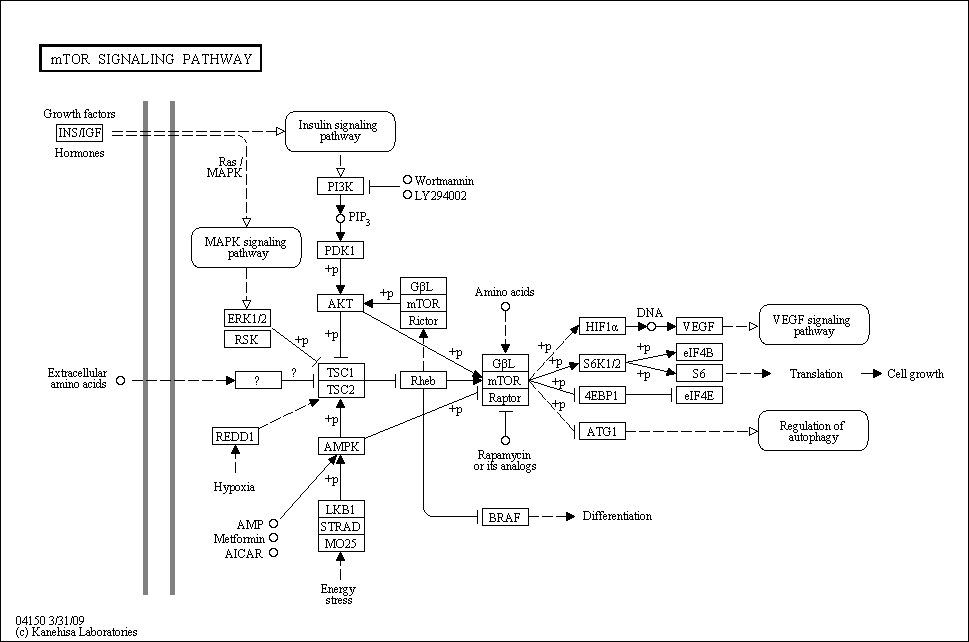 mTOR SIGNALING PATHWAY
Growth factors
INS/IGF
Hormones
Insulin signaling
pathway
Ras /
MAPK
PI3K
Wortmannin
LY294002
PIP3
MAPK signaling
pathway
PDK1
+p
AKT
+p
GβL
mTOR
Rictor
Amino acids
ERK1/2
RSK
+p
+p
+p
GβL
mTOR
Raptor
+p
+p
+p
+p
HIF1α
DNA
VEGF
VEGF signaling
pathway
S6K1/2
+p
+p
eIF4B
S6
Translation
Cell growth
4EBP1
eIF4E
ATG1
Regulation of
autophagy
Extracellular
amino acids
?
?
TSC1
TSC2
Rheb
+p
+p
REDD1
Hypoxia
AMPK
Rapamycin
or its analogs
+p
LKB1
STRAD
MO25
AMP
Metformin
AICAR
BRAF
Differentiation
Energy
stress
04150 3/31/09
(c) Kanehisa Laboratories